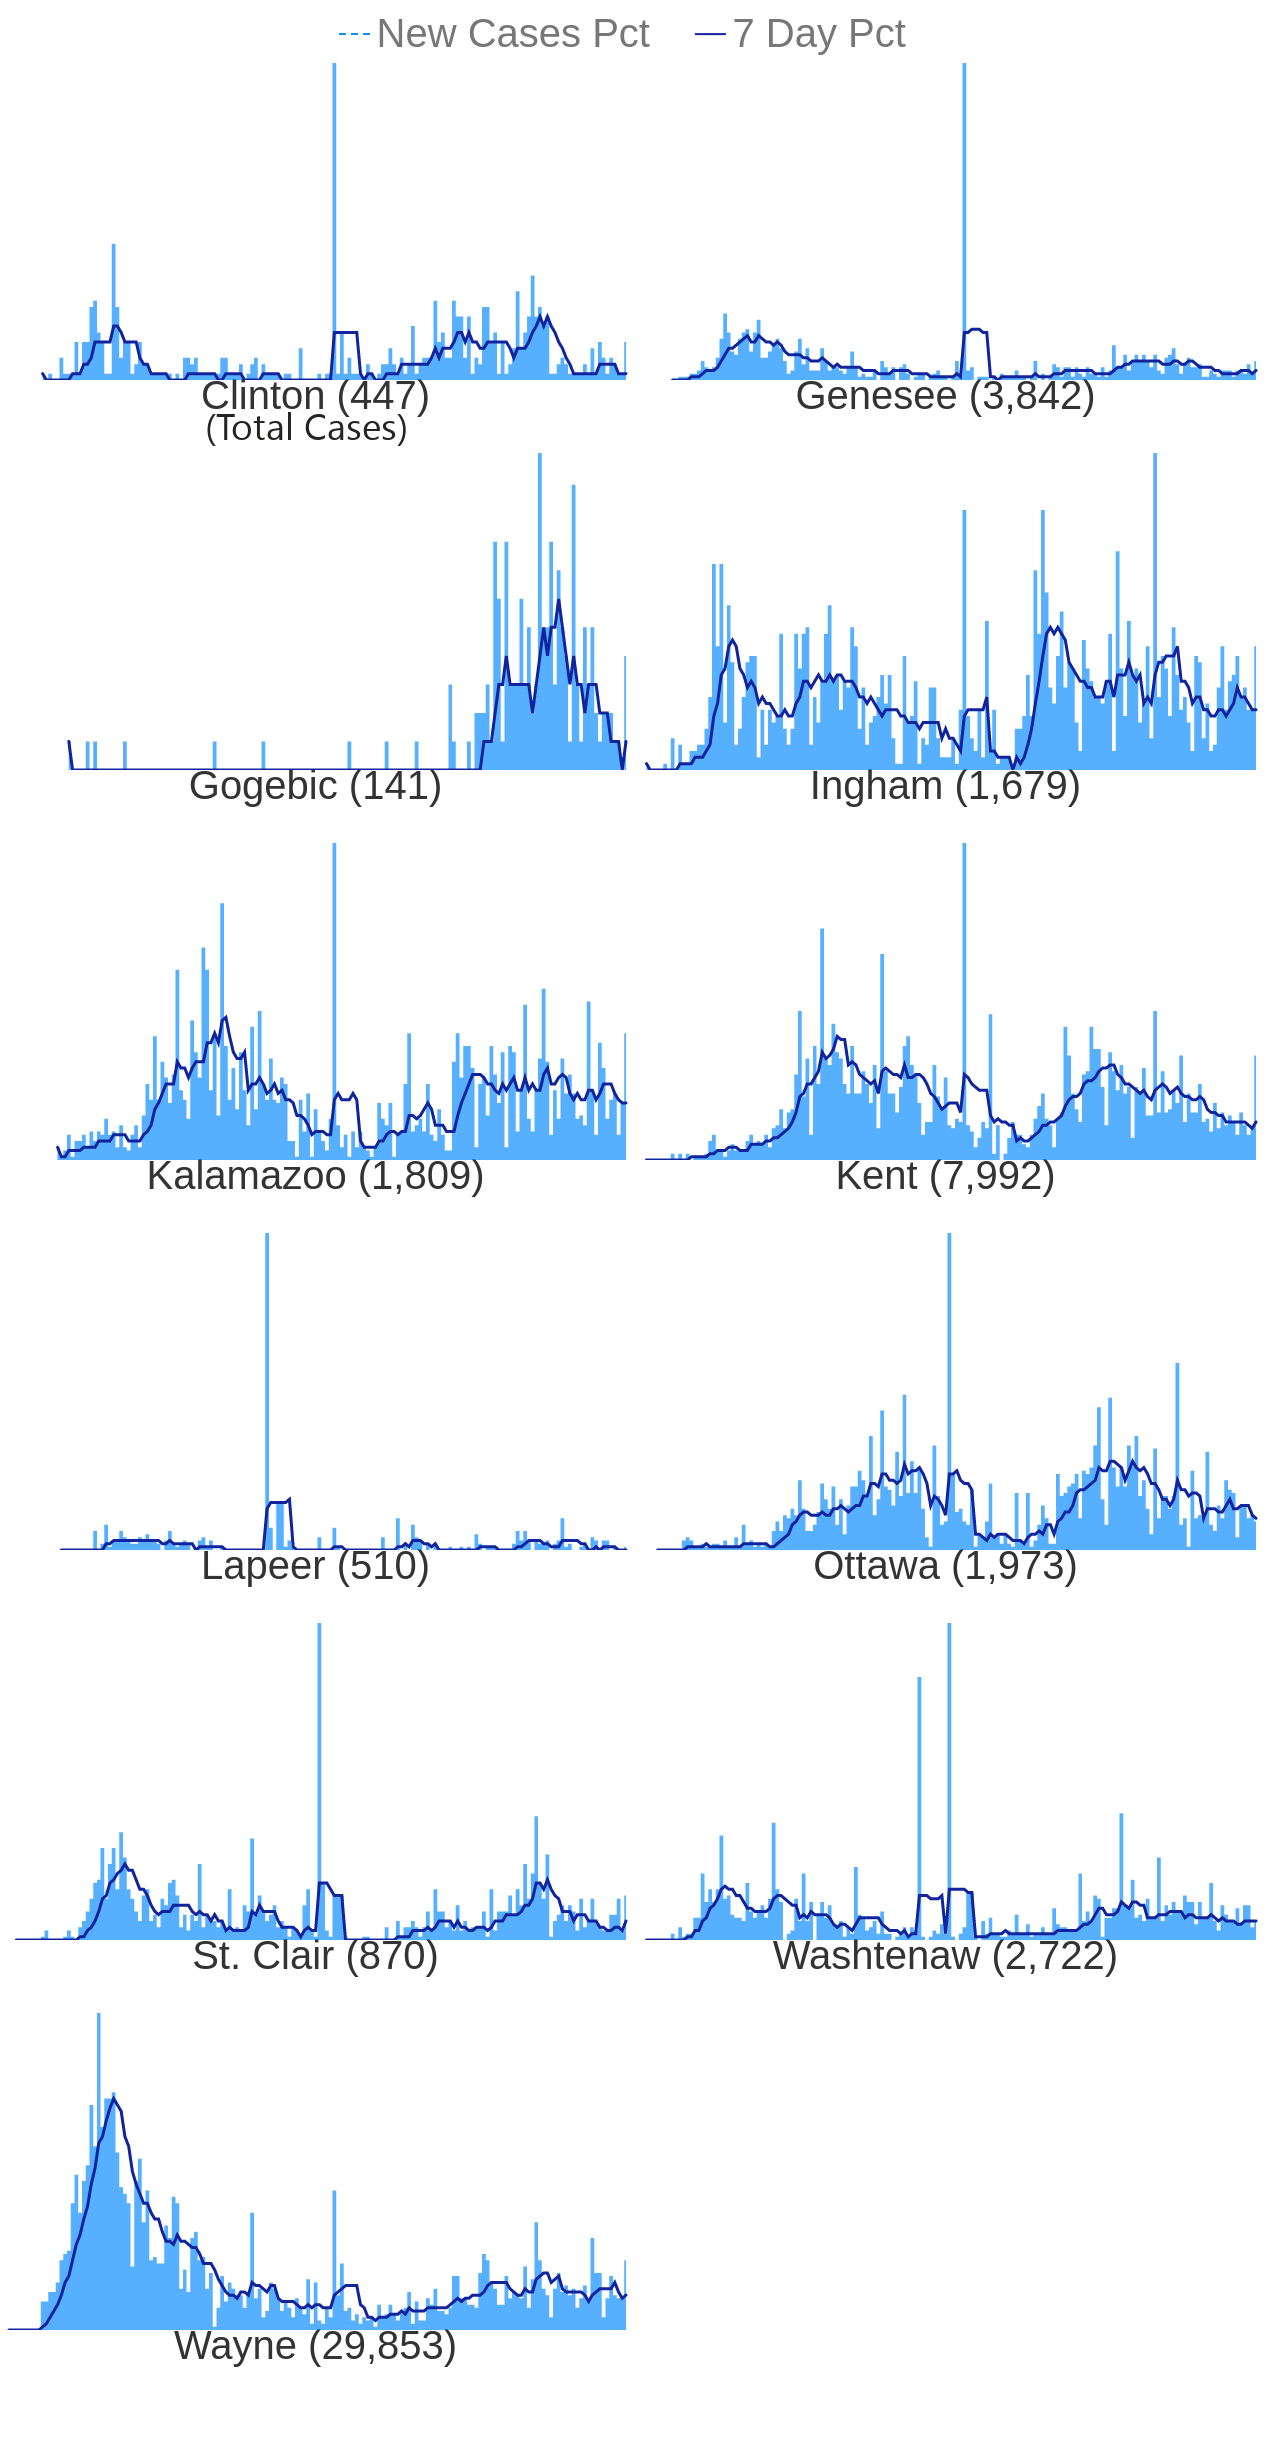 New Cases Pct 7 Day Pct
Clinton (447) Genesee (3,842)
(Total Cases)
Gogebic (141) Ingham (1,679)
Kalamazoo (1,809) Kent (7,992)
Lapeer (510) Ottawa (1,973)
St. Clair (870) Washtenaw (2,722)
Wayne (29,853)